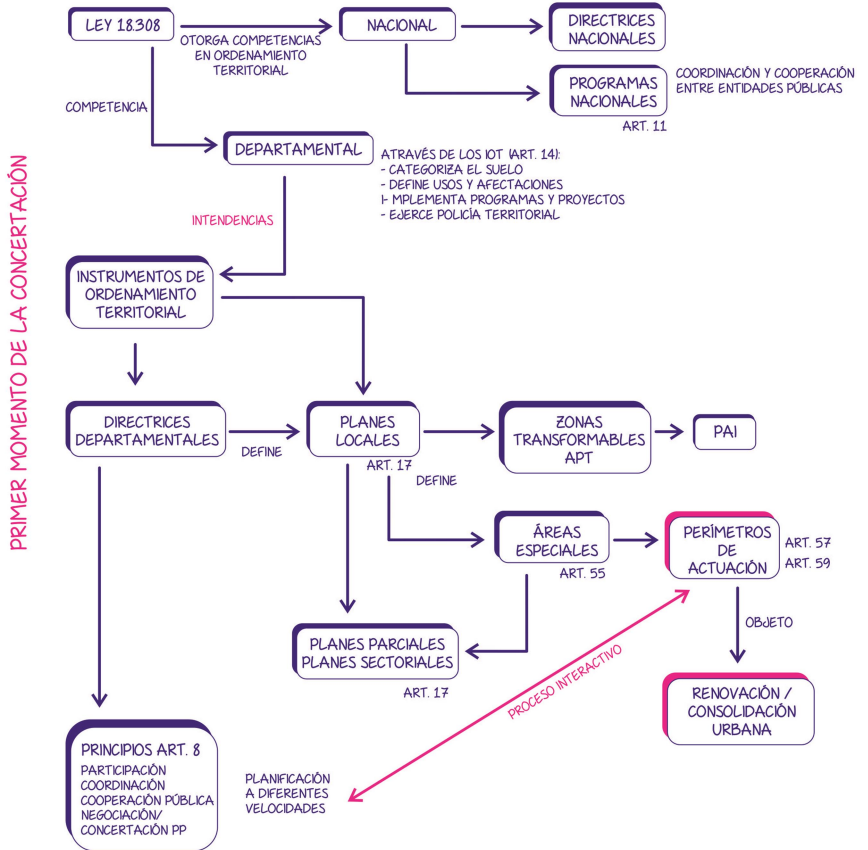 PRIMER MOMENTO DE LA CONCERTACIÓN
LEY 18.308
OTORGA COMPETENCIAS
EN ORDENAMIENTO
TERRITORIAL
NACIONAL
DIRECTRICES
NACIONALES
PROGRAMAS
NACIONALES
ART. 11
COORDINACIÓN Y COOPERACIÓN
ENTRE ENTIDADES PÚBLICAS
COMPETENCIA
DEPARTAMENTAL
ATRAVÉS DE LOS IOT (ART. 14):
- CATEGORIZA EL SUELO
- DEFINE USOS Y AFECTACIONES
I- MPLEMENTA PROGRAMAS Y PROYECTOS
- EJERCE POLICÍA TERRITORIAL
INTENDENCIAS
INSTRUMENTOS DE
ORDENAMIENTO
TERRITORIAL
DIRECTRICES
DEPARTAMENTALES
DEFINE
PLANES
LOCALES
ART. 17
DEFINE
ZONAS
TRANSFORMABLES
APT
PAI
ÁREAS
ESPECIALES
ART. 55
PERÍMETROS
DE
ACTUACIÓN
ART. 57
ART. 59
OBJETO
PLANES PARCIALES
PLANES SECTORIALES
ART. 17
PROCESO INTERACTIVO
RENOVACIÓN /
CONSOLIDACIÓN
URBANA
PRINCIPIOS ART. 8
PARTICIPACIÓN
COORDINACIÓN
COOPERACIÓN PÚBLICA
NEGOCIACIÓN/
CONCERTACIÓN PP
PLANIFICACIÓN
A DIFERENTES
VELOCIDADES